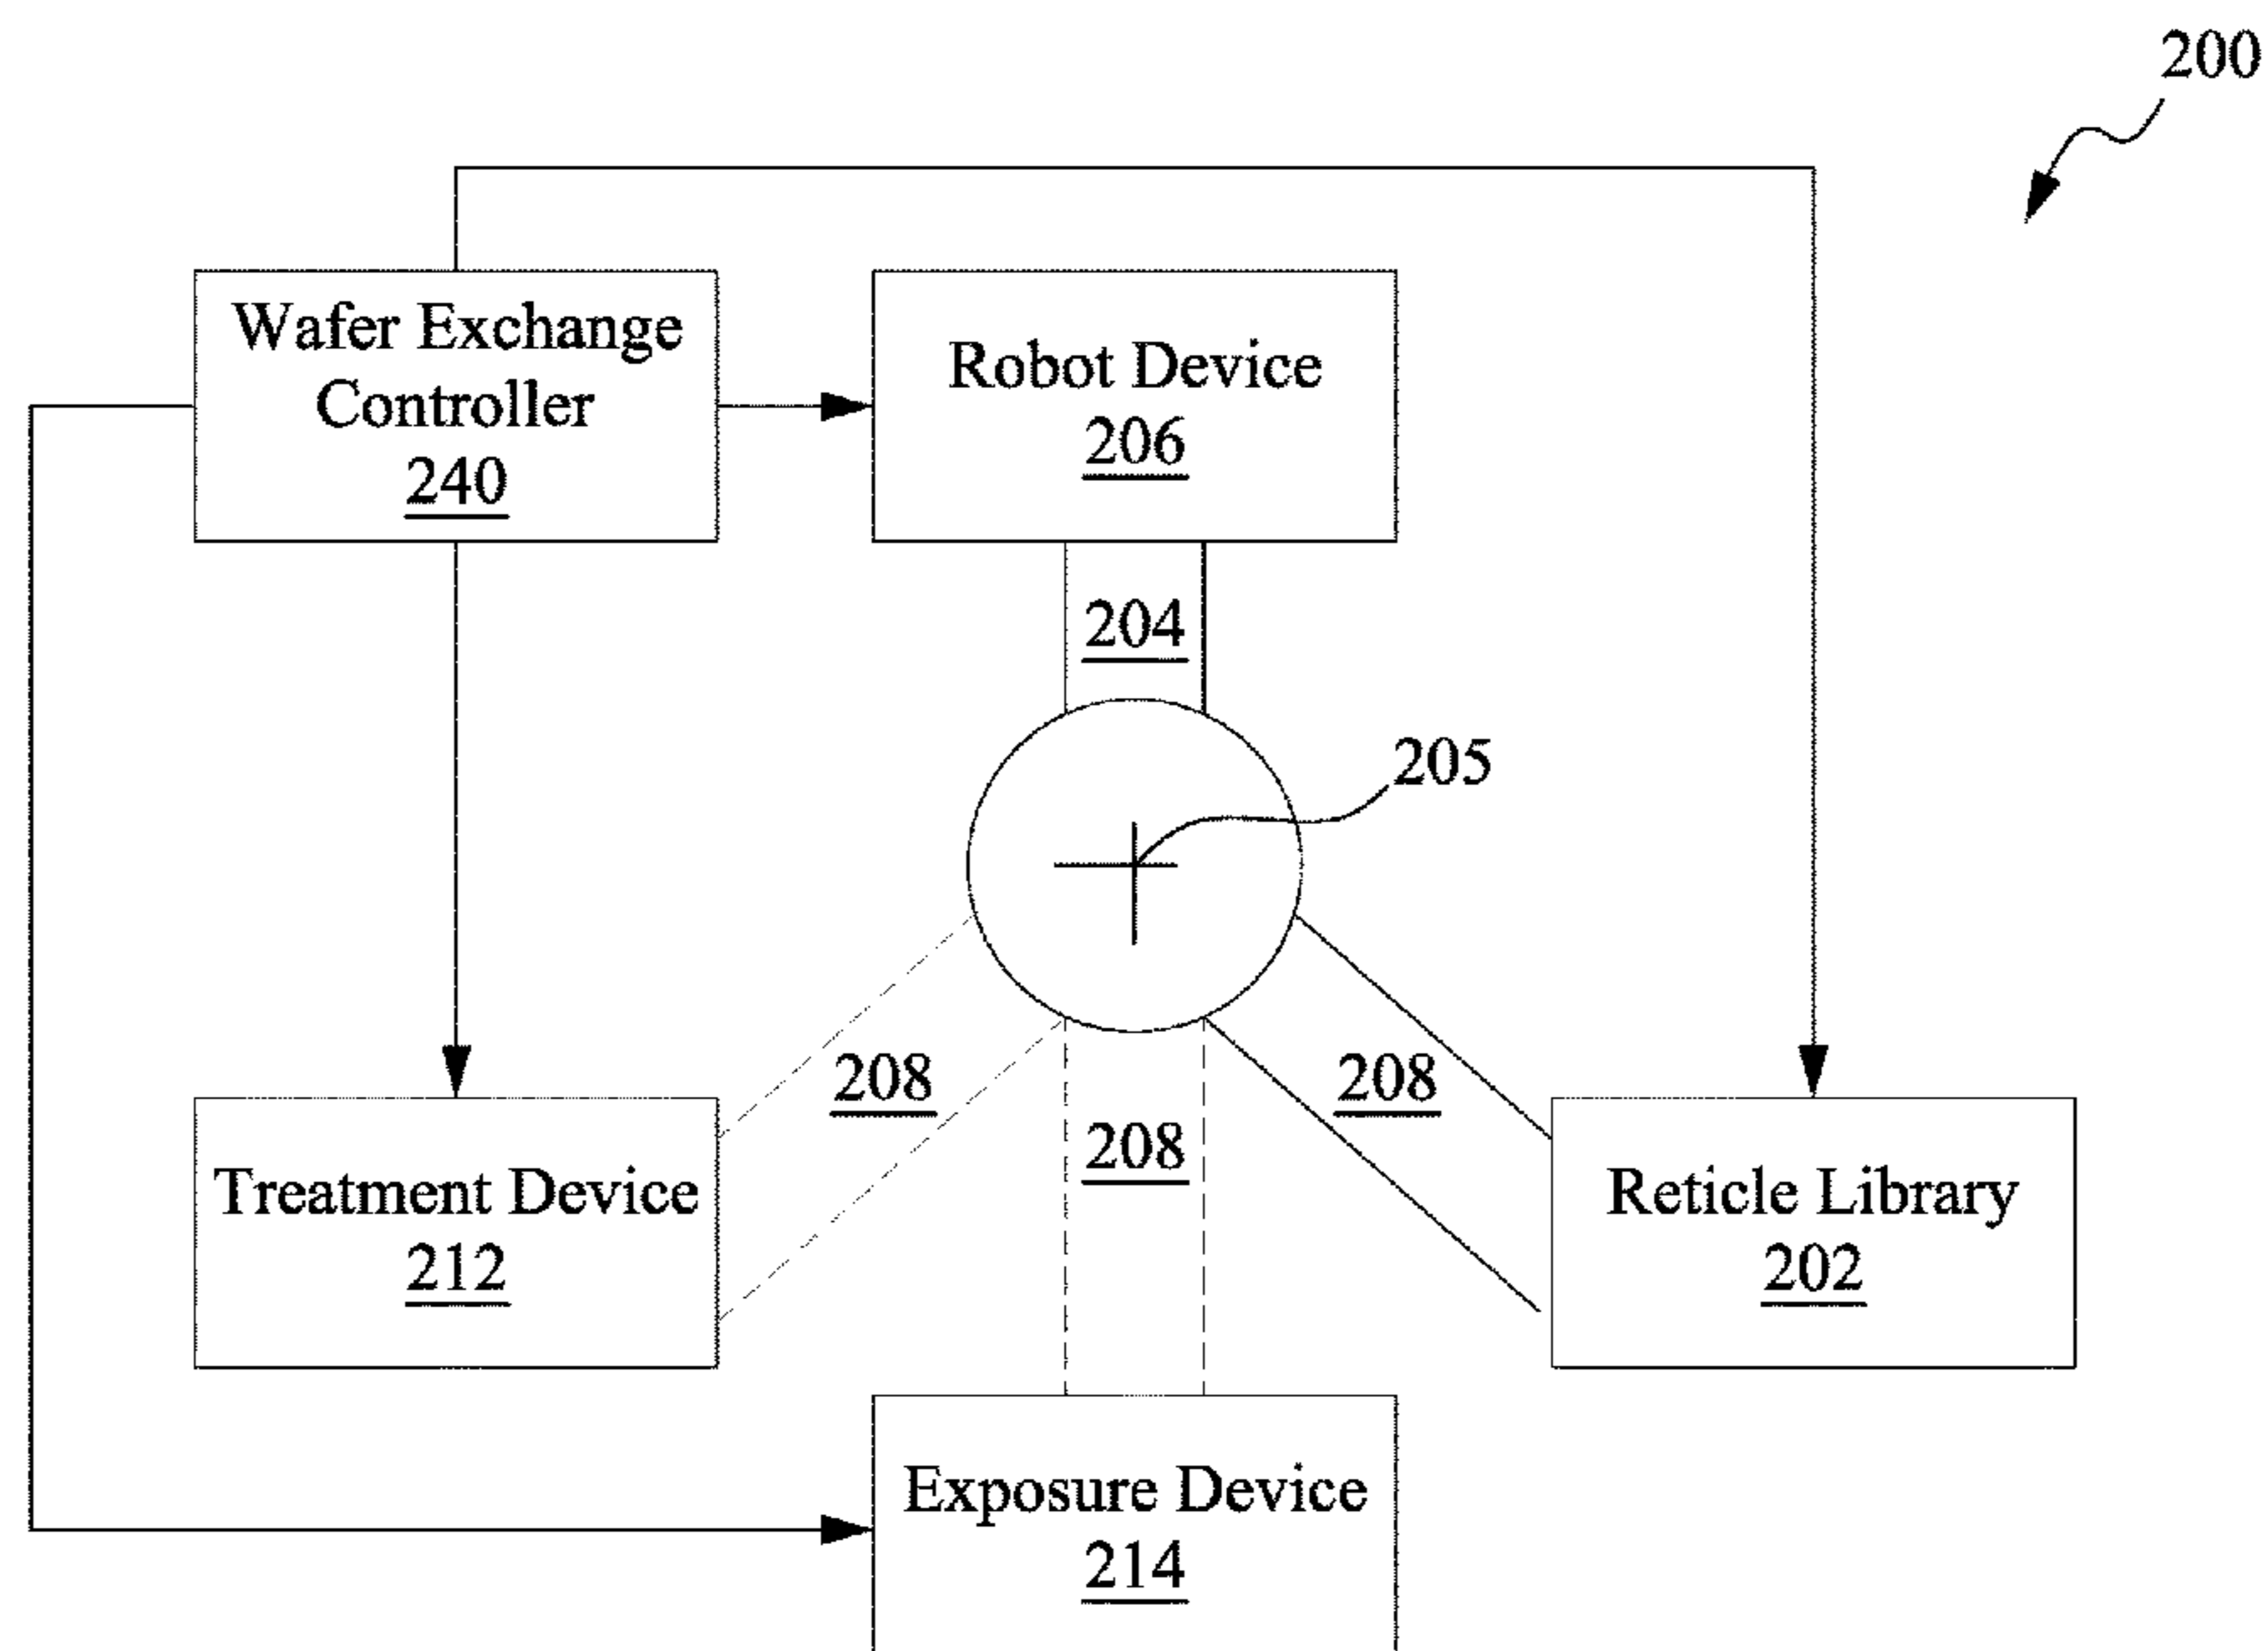 200
Wafer Exchange
Controller
240
Robot Device
206
204
205
208
208
208
Treatment Device
212
Reticle Library
202
Exposure Device
214